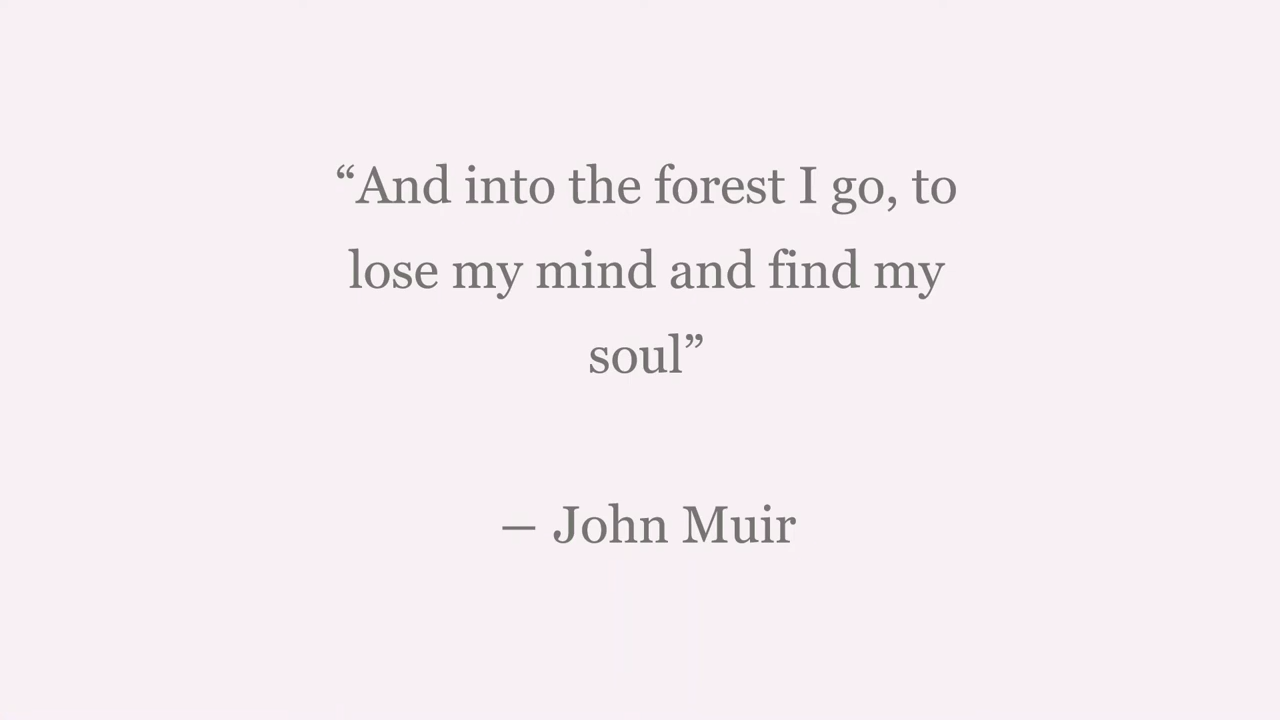 “And into the forest I go, to
lose my mind and find my
soul”
— John Muir